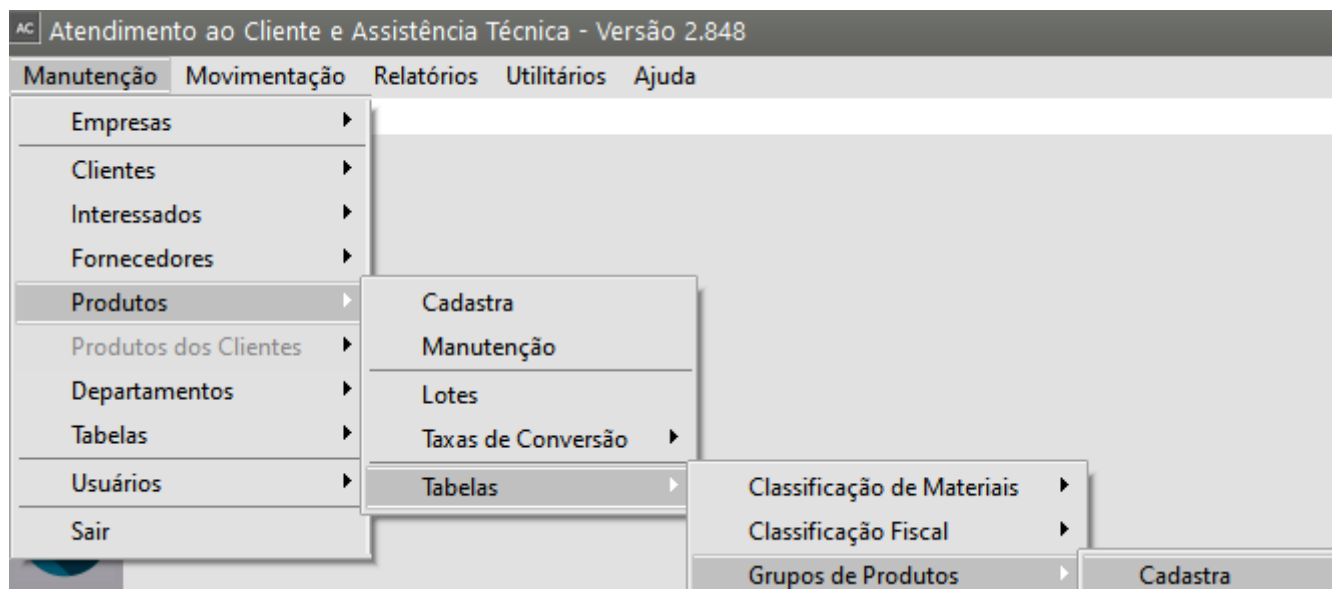 AC Atendimento ao Cliente e Assistência Técnica - Versão 2.848
Manutenção Movimentação Relatórios Utilitários Ajuda
Empresas
Clientes
Interessados
Fornecedores
Produtos
Produtos dos Clientes
Departamentos
Tabelas
Usuários
Sair
Cadastra
Manutenção
Lotes
Taxas de Conversão
Tabelas
Classificação de Materiais
Classificação Fiscal
Grupos de Produtos
Cadastra